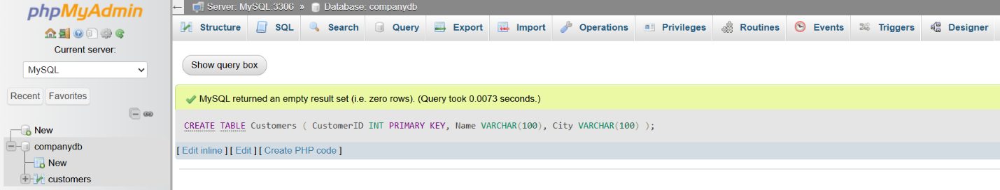 phpMyAdmin
Current server:
MySQL
Recent Favorites
New
companydb
New
customers
Server: MySQL:3306 » Database: companydb
Structure SQL Search Query Export Import Operations Privileges Routines Events Triggers Designer
Show query box
MySQL returned an empty result set (i.e. zero rows). (Query took 0.0073 seconds.)
CREATE TABLE Customers ( CustomerID INT PRIMARY KEY, Name VARCHAR(100), City VARCHAR(100) );
[ Edit inline ] [ Edit ] [ Create PHP code ]